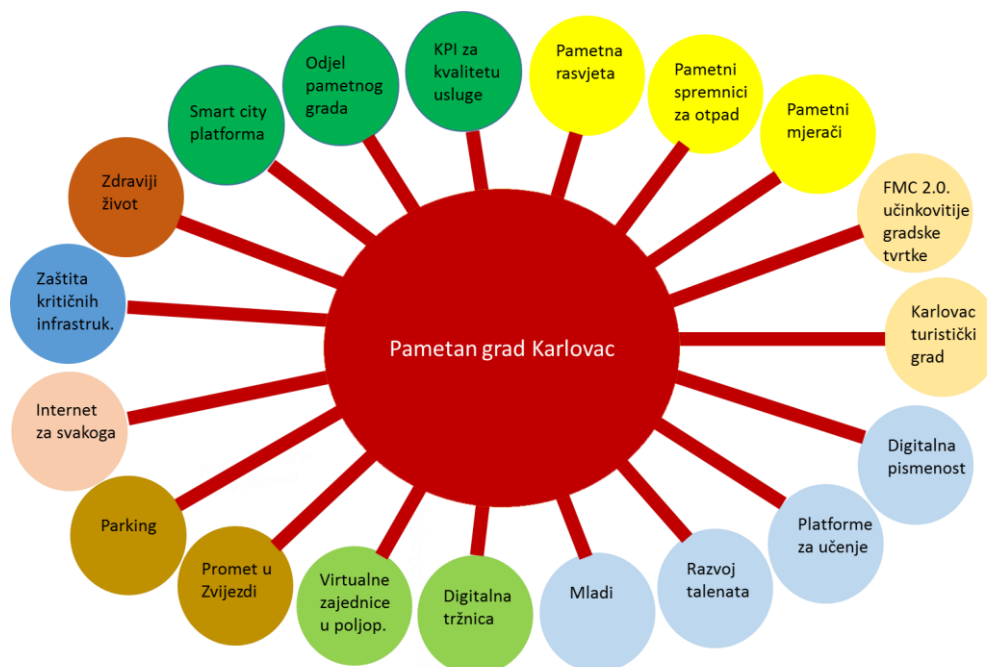 KPI za
kvalitetu
usluge
Pametna
rasvjeta
Pametni
spremnici
za otpad
Pametni
mjerači
FMC 2.0.
učinkovitije
gradske
tvrtke
Karlovac
turistički
grad
Digitalna
pismenost
Platforme
za učenje
Razvoj
talenata
Mladi
Digitalna
tržnica
Virtualne
zajednice
u poljop.
Promet u
Zvijezdi
Parking
Internet
za svakoga
Zaštita
kritičnih
infrastruk.
Zdraviji
život
Smart city
platforma
Odjel
pametnog
grada
Pametan grad Karlovac